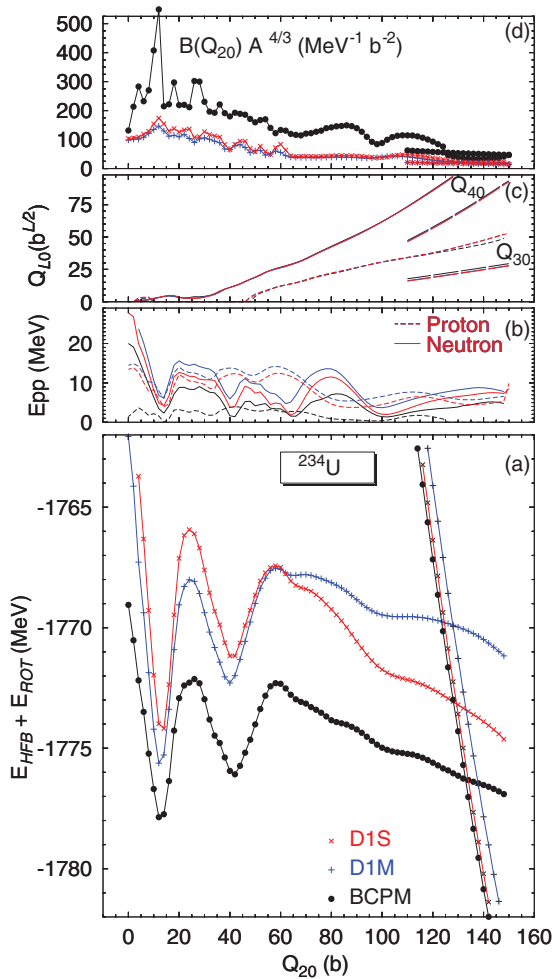 (d)
B(Q20) A 4/3 (MeV-1 b-2)
500
400
300
200
100
0
(c)
QL0(bL/2)
75
50
25
0
Q40
Q30
(b)
Epp (MeV)
20
10
0
Proton
Neutron
(a)
234U
EHFB + EROT (MeV)
-1765
-1770
-1775
-1780
D1S
D1M
BCPM
0 20 40 60 80 100 120 140 160
Q20 (b)